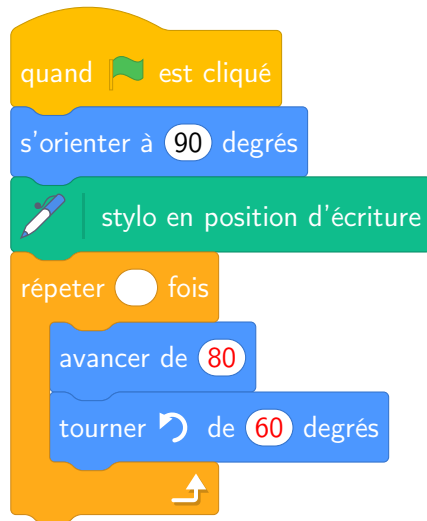 quand est cliqué
s'orienter à 90 degrés
stylo en position d'écriture
répeter fois
avancer de 80
tourner de 60 degrés